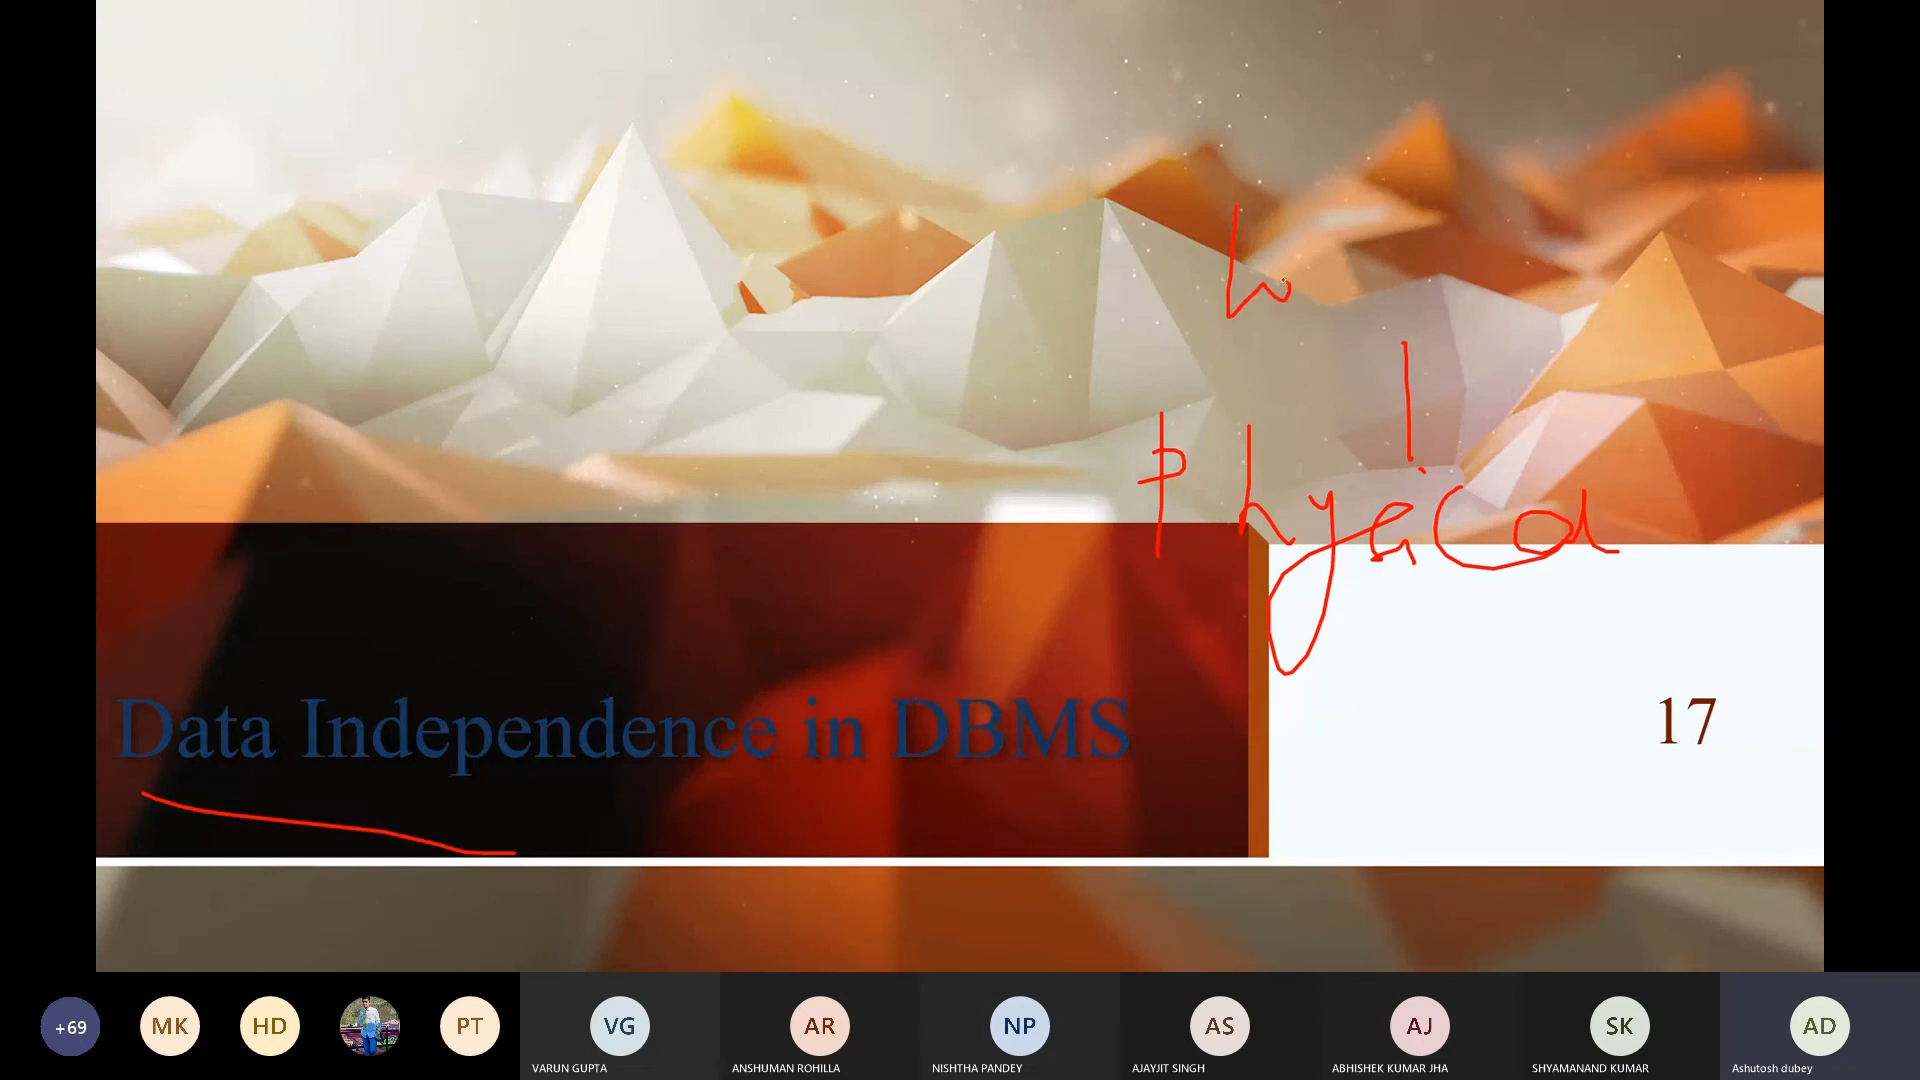 Physical
Data Independence in DBMS
17
+69
MK
HD
PT
VG
AR
NP
AS
AJ
SK
AD
VARUN GUPTA
ANSHUMAN ROHILLA
NISHTHA PANDEY
AJAYJIT SINGH
ABHISHEK KUMAR JHA
SHYAMANAND KUMAR
Ashutosh dubey